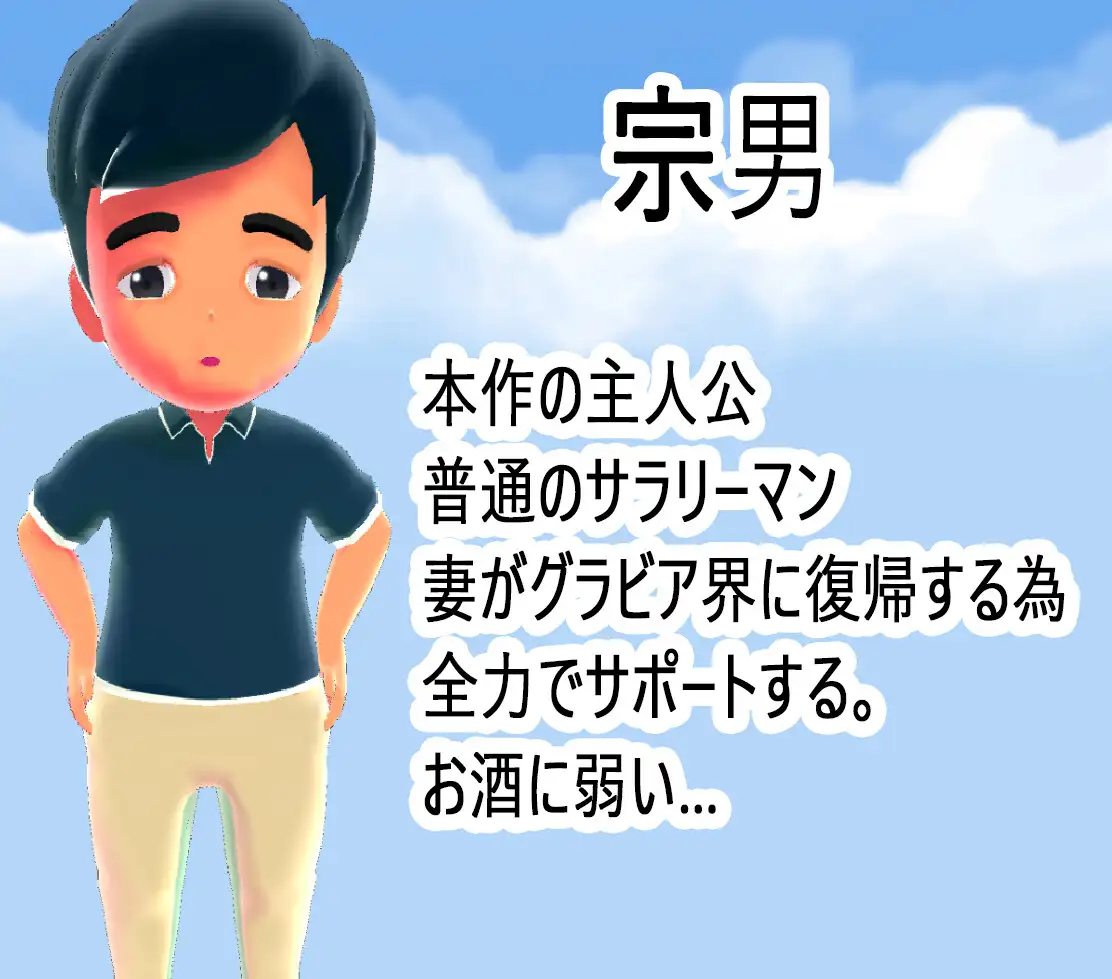 宗男
本作の主人公
普通のサラリーマン
妻がグラビア界に復帰する為
全力でサポートする。
お酒に弱い...